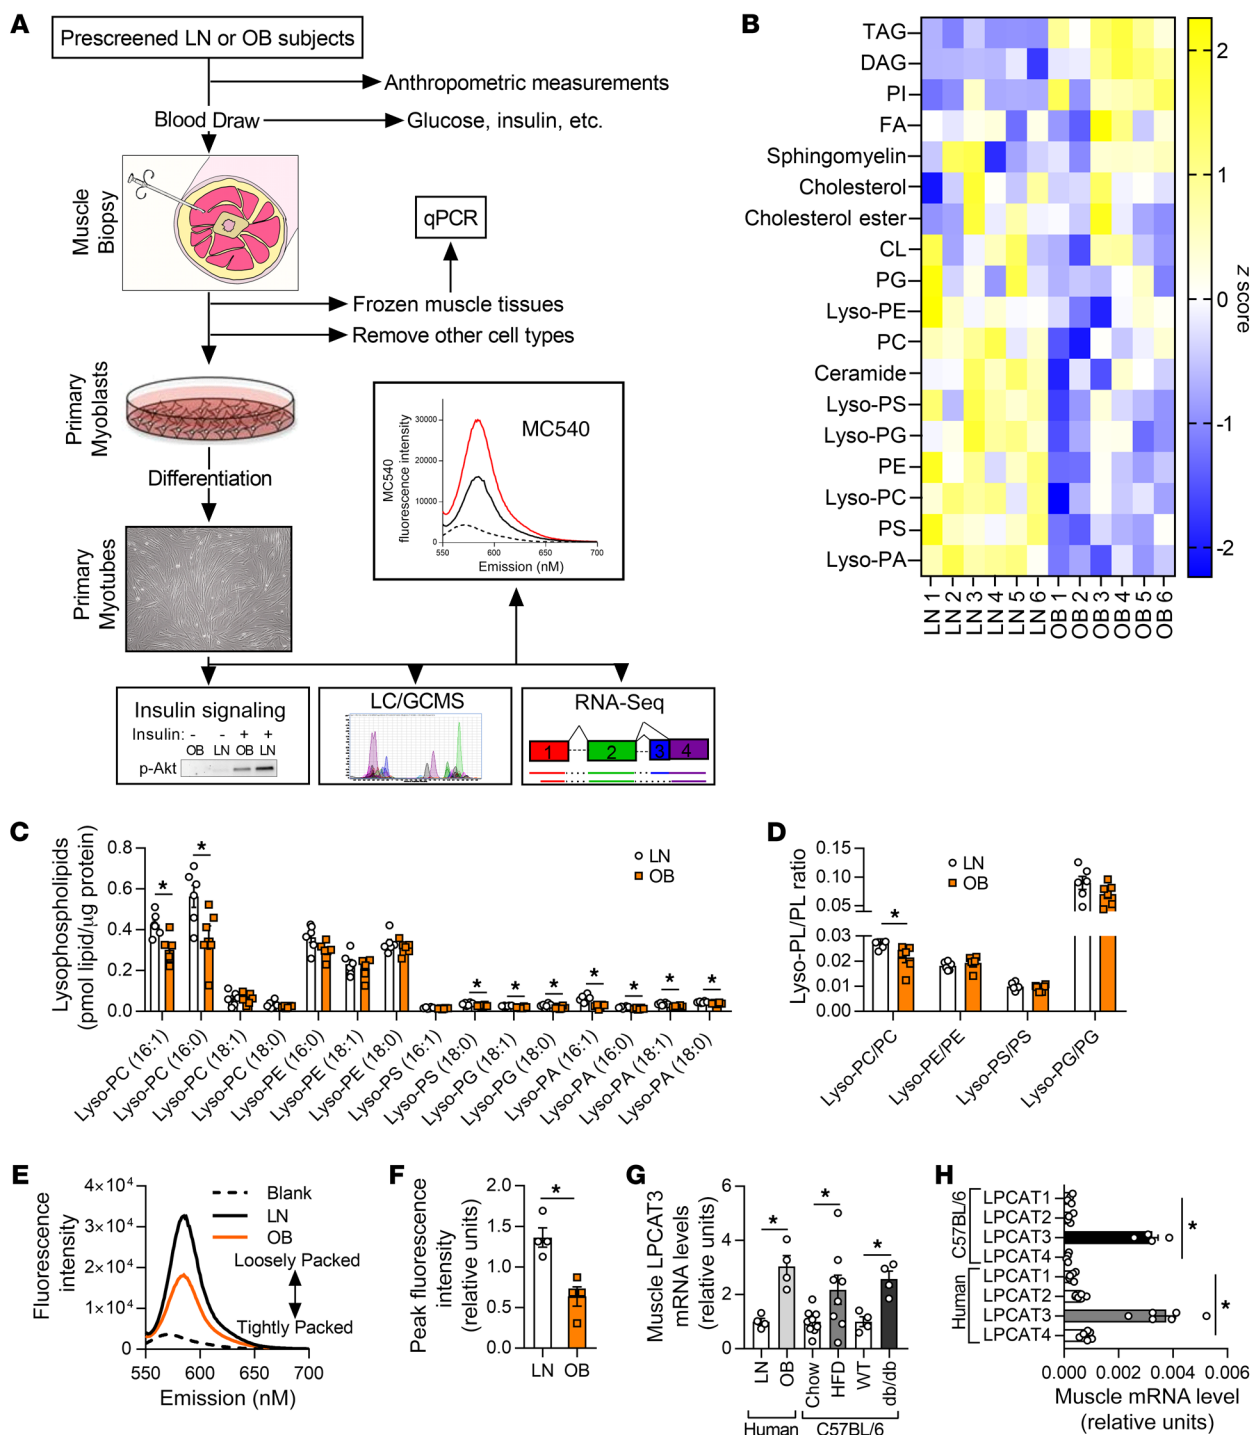 A
Prescreened LN or OB subjects
Anthropometric measurements
Blood Draw
Glucose, insulin, etc.
Muscle
Biopsy
qPCR
Frozen muscle tissues
Remove other cell types
Primary
Myoblasts
Differentiation
MC540
MC540
fluorescence intensity
30000
20000
10000
0
550 600 650 700
Emission (nM)
Primary
Myotubes
Insulin signaling
Insulin: - - + +
OB LN OB LN
p-Akt
LC/GCMS
RNA-Seq
1 2 3 4
B
TAG
DAG
PI
FA
Sphingomyelin
Cholesterol
Cholesterol ester
CL
PG
Lyso-PE
PC
Ceramide
Lyso-PS
Lyso-PG
PE
Lyso-PC
PS
Lyso-PA
LN 1 LN 2 LN 3 LN 4 LN 5 LN 6 OB 1 OB 2 OB 3 OB 4 OB 5 OB 6
2
1
0
-1
-2
z score
C
Lysophospholipids
(pmol lipid/μg protein)
0.8
0.6
0.4
0.2
0.0
* * * * * * * * *
LN
OB
Lyso-PC (16:1)
Lyso-PC (16:0)
Lyso-PC (18:1)
Lyso-PC (18:0)
Lyso-PE (16:0)
Lyso-PE (18:1)
Lyso-PE (18:0)
Lyso-PS (16:1)
Lyso-PS (18:0)
Lyso-PG (18:1)
Lyso-PG (18:0)
Lyso-PA (16:1)
Lyso-PA (16:0)
Lyso-PA (18:1)
Lyso-PA (18:0)
D
Lyso-PL/PL ratio
0.15
0.10
0.05
0.03
0.02
0.01
0.00
*
LN
OB
Lyso-PC/PC
Lyso-PE/PE
Lyso-PS/PS
Lyso-PG/PG
E
Fluorescence
intensity
4×10⁴
3×10⁴
2×10⁴
1×10⁴
0
Blank
LN
OB
Loosely Packed
Tightly Packed
550 600 650 700
Emission (nM)
F
Peak fluorescence
intensity
(relative units)
2.0
1.5
1.0
0.5
0.0
*
LN OB
G
Muscle LPCAT3
mRNA levels
(relative units)
6
4
2
0
* * *
LN OB Chow HFD WT db/db
Human C57BL/6
H
C57BL/6
LPCAT1
LPCAT2
LPCAT3
LPCAT4
*
Human
LPCAT1
LPCAT2
LPCAT3
LPCAT4
*
0.000 0.002 0.004 0.006
Muscle mRNA level
(relative units)